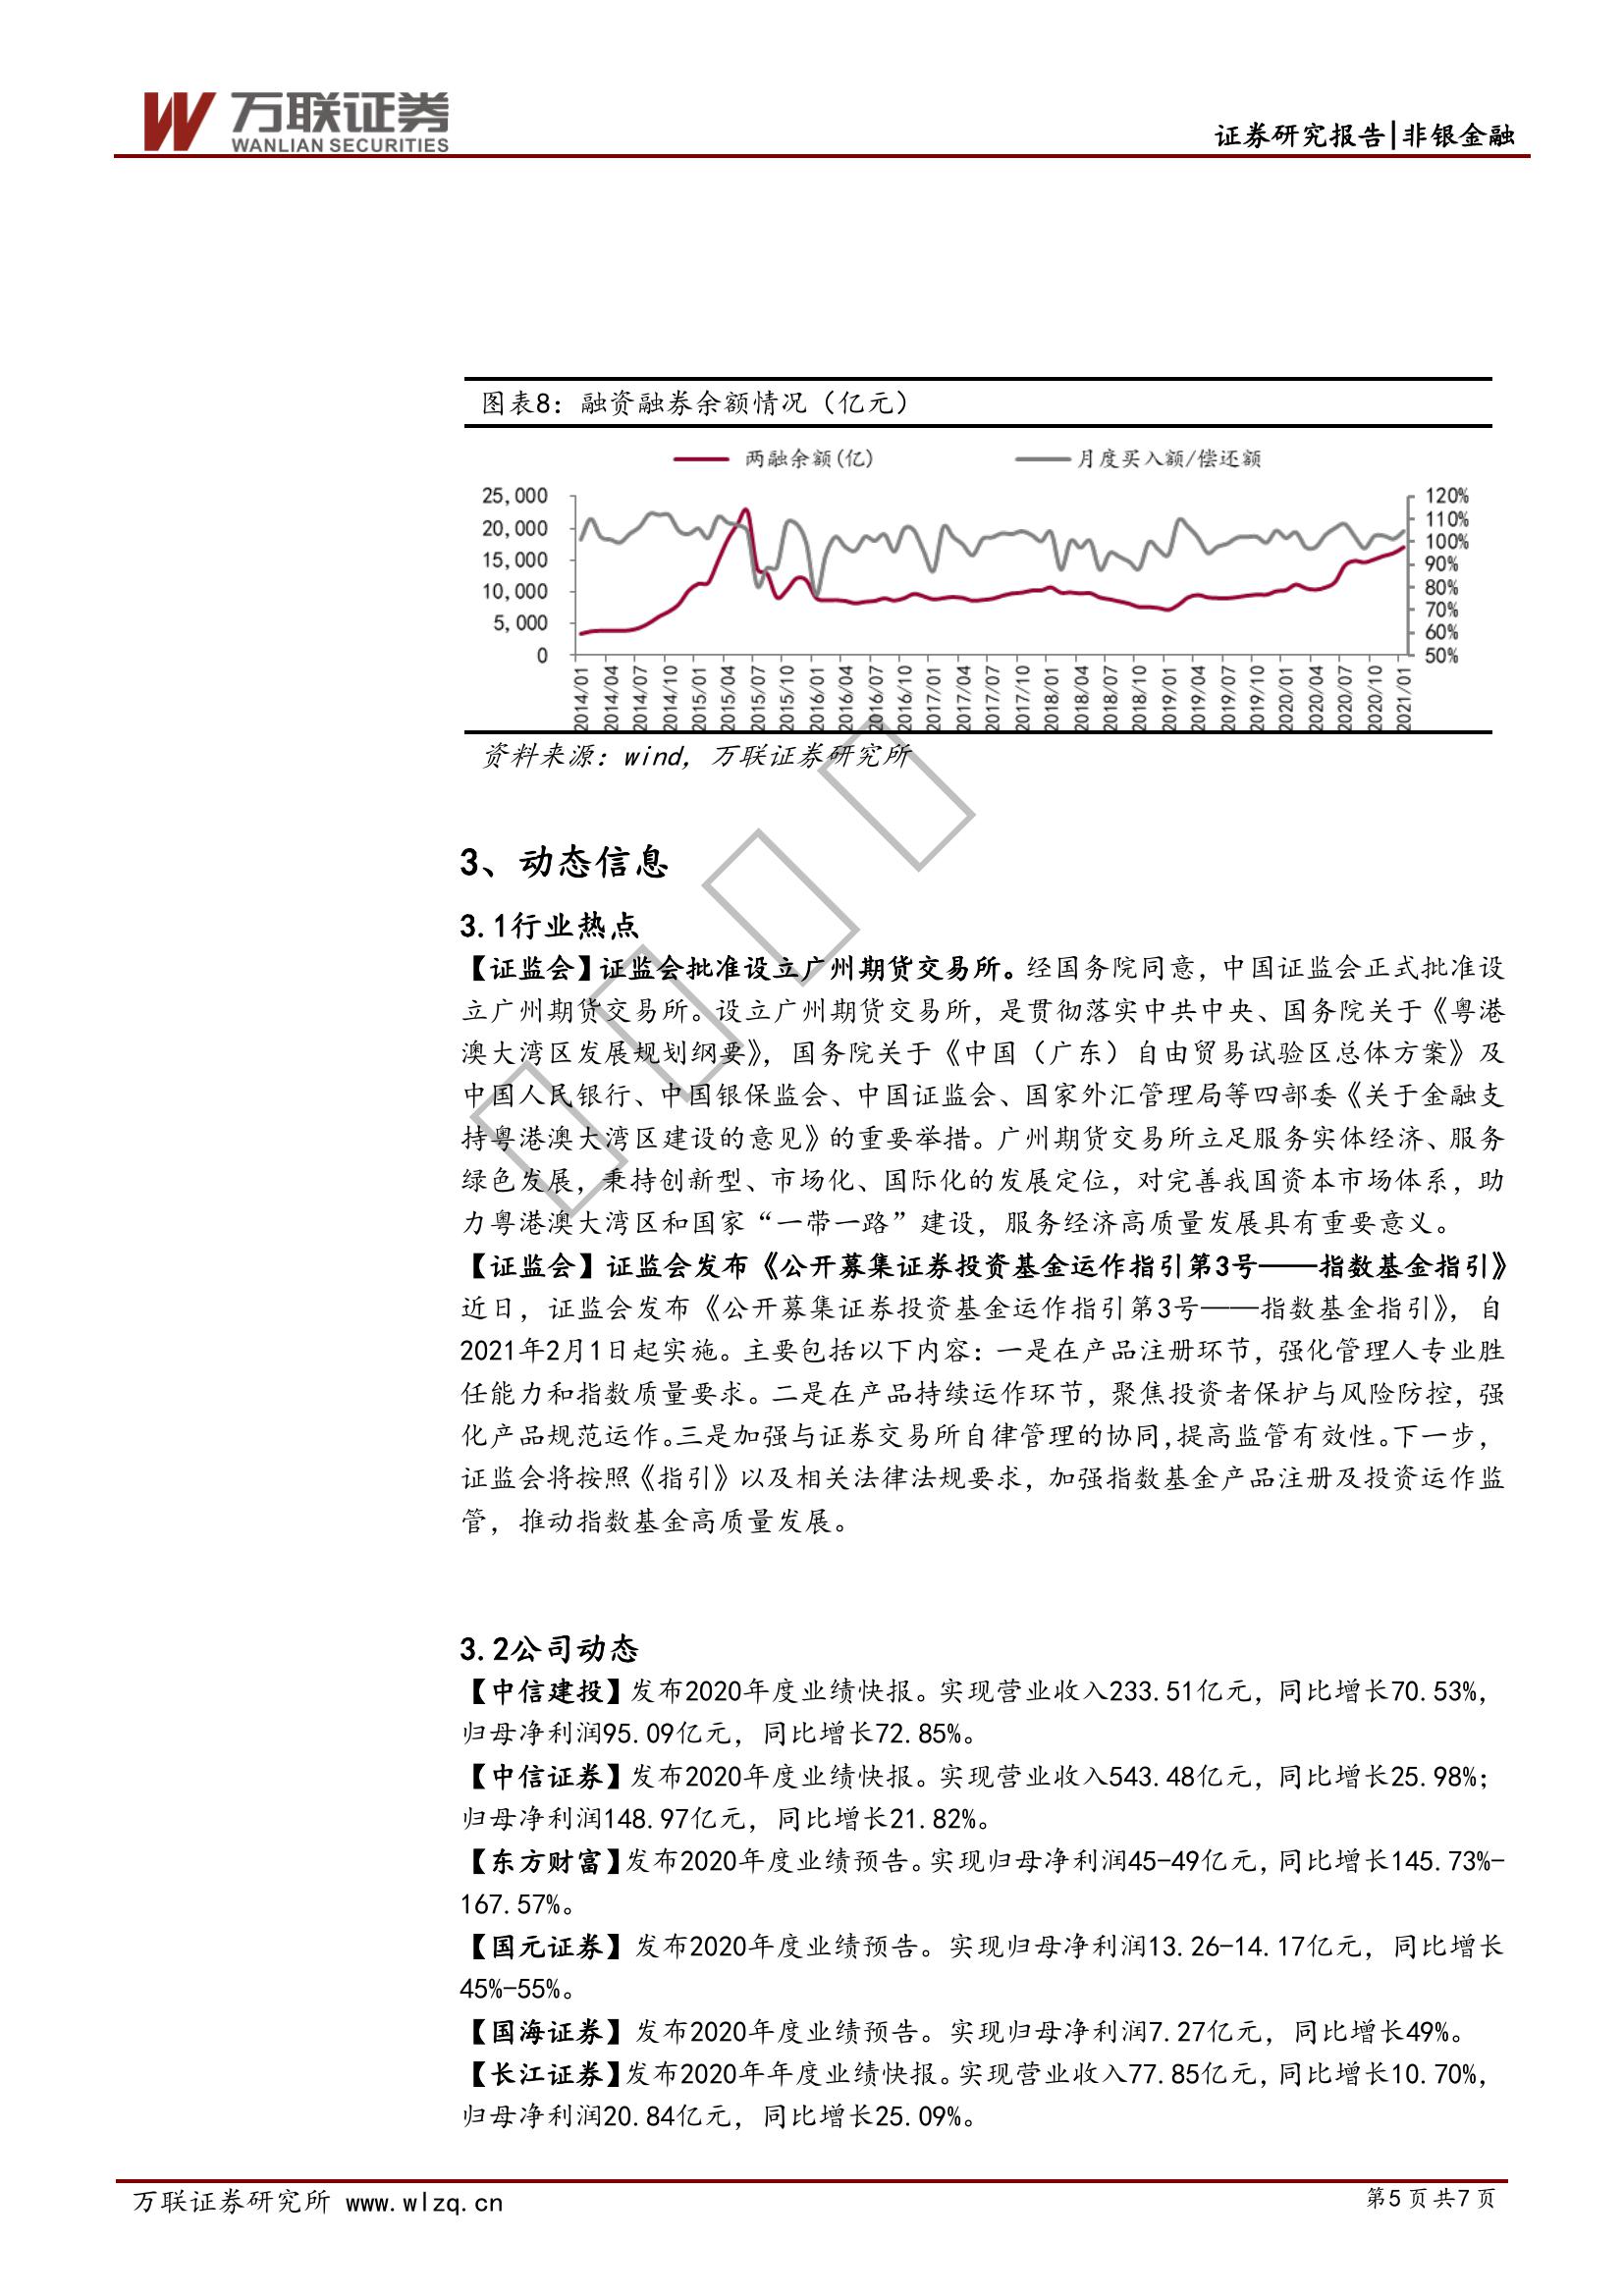 万联证券
WANLIAN SECURITIES
证券研究报告|非银金融
图表8：融资融券余额情况（亿元）
两融余额(亿) 月度买入额/偿还额
25,000
20,000
15,000
10,000
5,000
0
120%
110%
100%
90%
80%
70%
60%
50%
2014/01 2014/04 2014/07 2014/10 2015/01 2015/04 2015/07 2015/10 2016/01 2016/04 2016/07 2016/10 2017/01 2017/04 2017/07 2017/10 2018/01 2018/04 2018/07 2018/10 2019/01 2019/04 2019/07 2019/10 2020/01 2020/04 2020/07 2020/10 2021/01
资料来源：wind，万联证券研究所
3、动态信息
3.1行业热点
【证监会】证监会批准设立广州期货交易所。经国务院同意，中国证监会正式批准设
立广州期货交易所。设立广州期货交易所，是贯彻落实中共中央、国务院关于《粤港
澳大湾区发展规划纲要》，国务院关于《中国（广东）自由贸易试验区总体方案》及
中国人民银行、中国银保监会、中国证监会、国家外汇管理局等四部委《关于金融支
持粤港澳大湾区建设的意见》的重要举措。广州期货交易所立足服务实体经济、服务
绿色发展，秉持创新型、市场化、国际化的发展定位，对完善我国资本市场体系，助
力粤港澳大湾区和国家“一带一路”建设，服务经济高质量发展具有重要意义。
【证监会】证监会发布《公开募集证券投资基金运作指引第3号——指数基金指引》
近日，证监会发布《公开募集证券投资基金运作指引第3号——指数基金指引》，自
2021年2月1日起实施。主要包括以下内容：一是在产品注册环节，强化管理人专业胜
任能力和指数质量要求。二是在产品持续运作环节，聚焦投资者保护与风险防控，强
化产品规范运作。三是加强与证券交易所自律管理的协同，提高监管有效性。下一步，
证监会将按照《指引》以及相关法律法规要求，加强指数基金产品注册及投资运作监
管，推动指数基金高质量发展。
3.2公司动态
【中信建投】发布2020年度业绩快报。实现营业收入233.51亿元，同比增长70.53%，
归母净利润95.09亿元，同比增长72.85%。
【中信证券】发布2020年度业绩快报。实现营业收入543.48亿元，同比增长25.98%；
归母净利润148.97亿元，同比增长21.82%。
【东方财富】发布2020年度业绩预告。实现归母净利润45-49亿元，同比增长145.73%-
167.57%。
【国元证券】发布2020年度业绩预告。实现归母净利润13.26-14.17亿元，同比增长
45%-55%。
【国海证券】发布2020年度业绩预告。实现归母净利润7.27亿元，同比增长49%。
【长江证券】发布2020年年度业绩快报。实现营业收入77.85亿元，同比增长10.70%，
归母净利润20.84亿元，同比增长25.09%。
万联证券研究所 www.wlzq.cn
第5页共7页